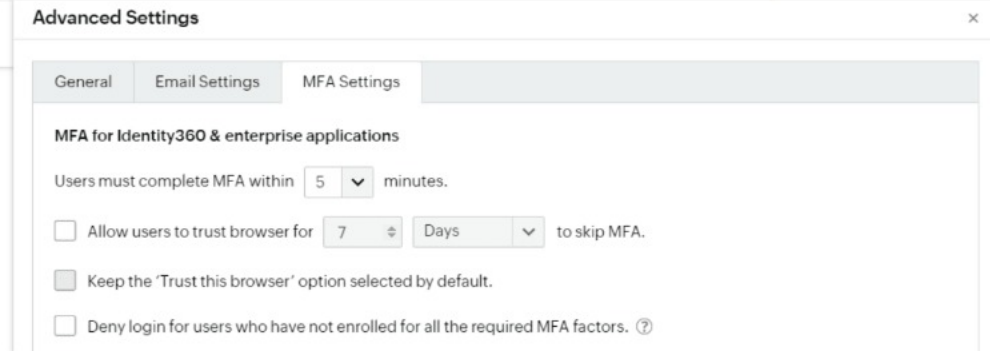 Advanced Settings
General Email Settings MFA Settings
MFA for Identity360 & enterprise applications
Users must complete MFA within 5 minutes.
Allow users to trust browser for 7 Days to skip MFA.
Keep the 'Trust this browser' option selected by default.
Deny login for users who have not enrolled for all the required MFA factors. ?